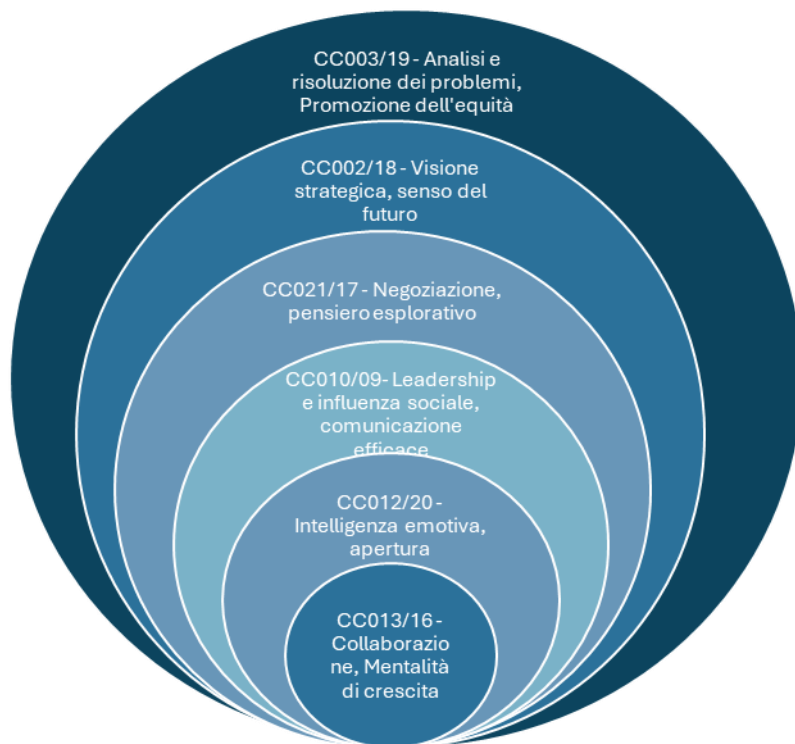 CC003/19 - Analisi e
risoluzione dei problemi,
Promozione dell'equità
CC002/18 - Visione
strategica, senso del
futuro
CC021/17 - Negoziazione,
pensiero esplorativo
CC010/09- Leadership
e influenza sociale,
comunicazione
efficace
CC012/20 -
Intelligenza emotiva,
apertura
CC013/16 -
Collaborazio
ne, Mentalità
di crescita